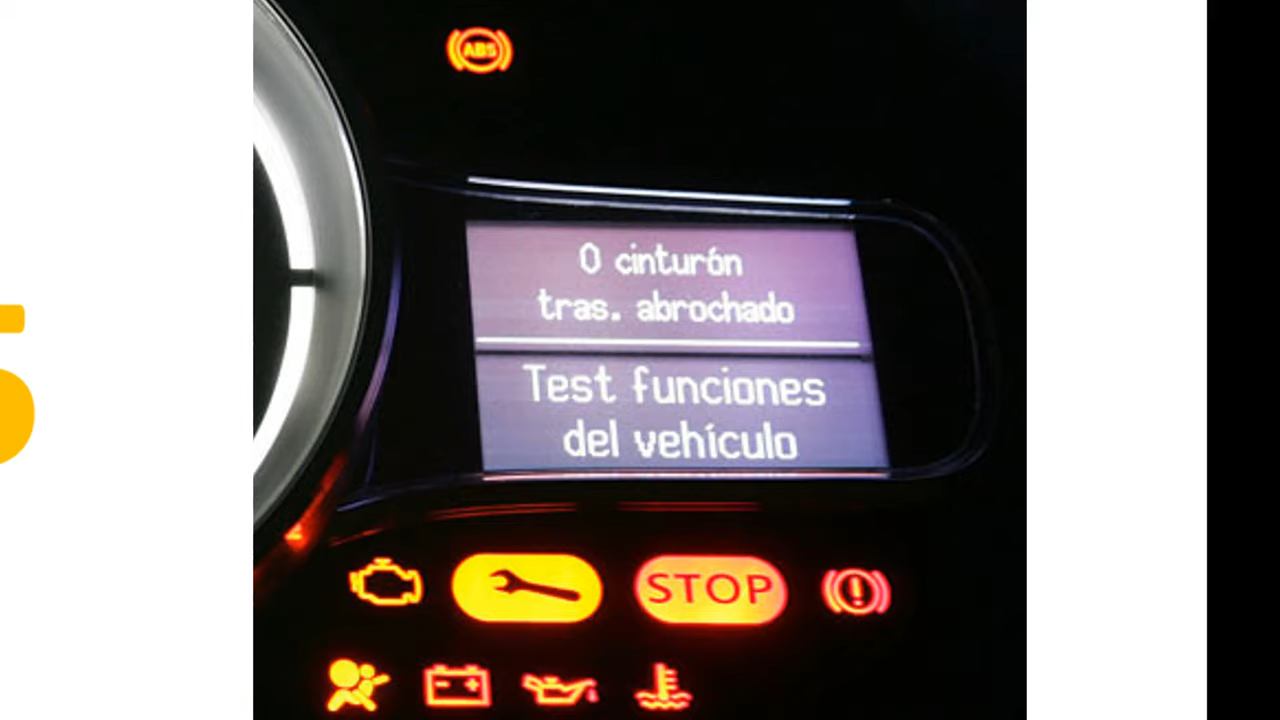 ABS
0 cinturón
tras. abrochado
Test funciones
del vehículo
STOP